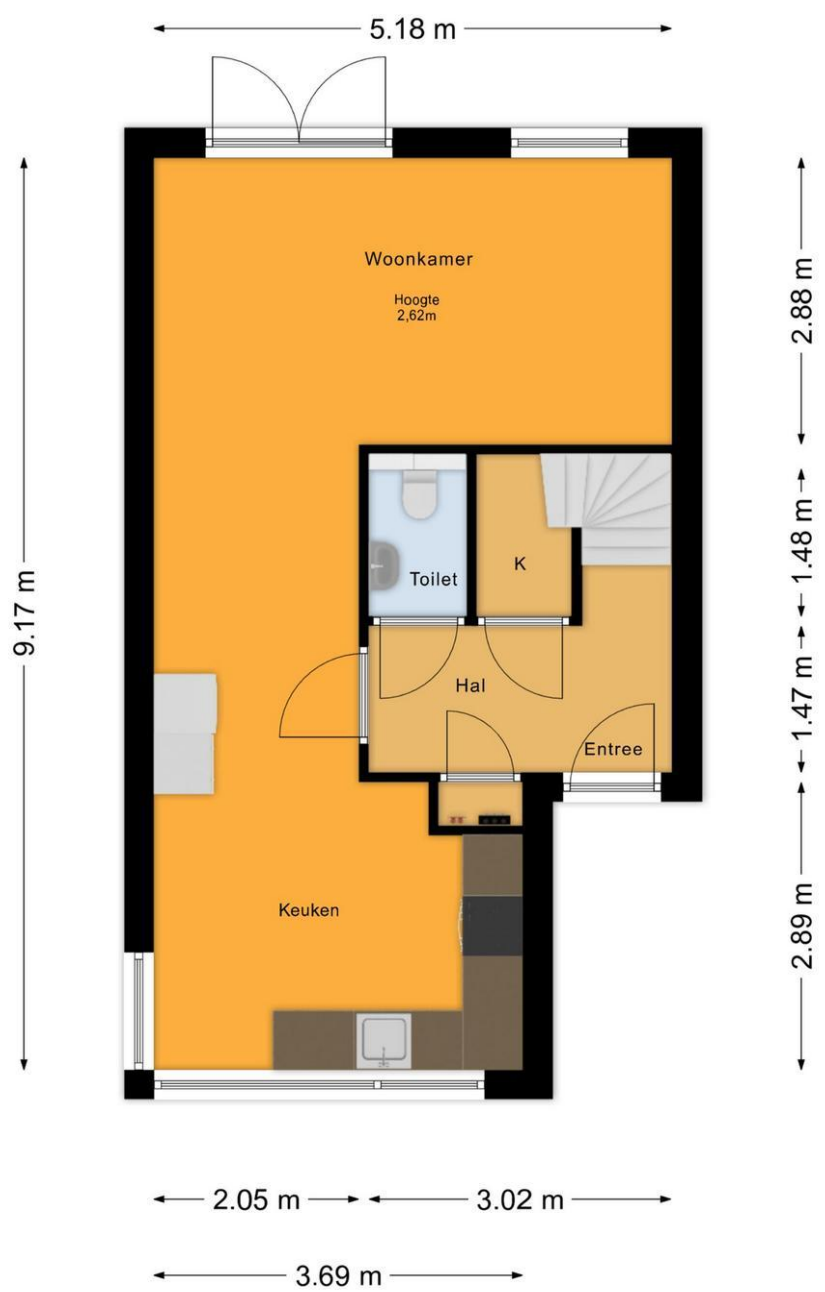 5.18 m
Woonkamer
Hoogte
2,62m
2.88 m
9.17 m
1.48 m
Toilet
K
1.47 m
Hal
Entree
2.89 m
Keuken
2.05 m
3.02 m
3.69 m